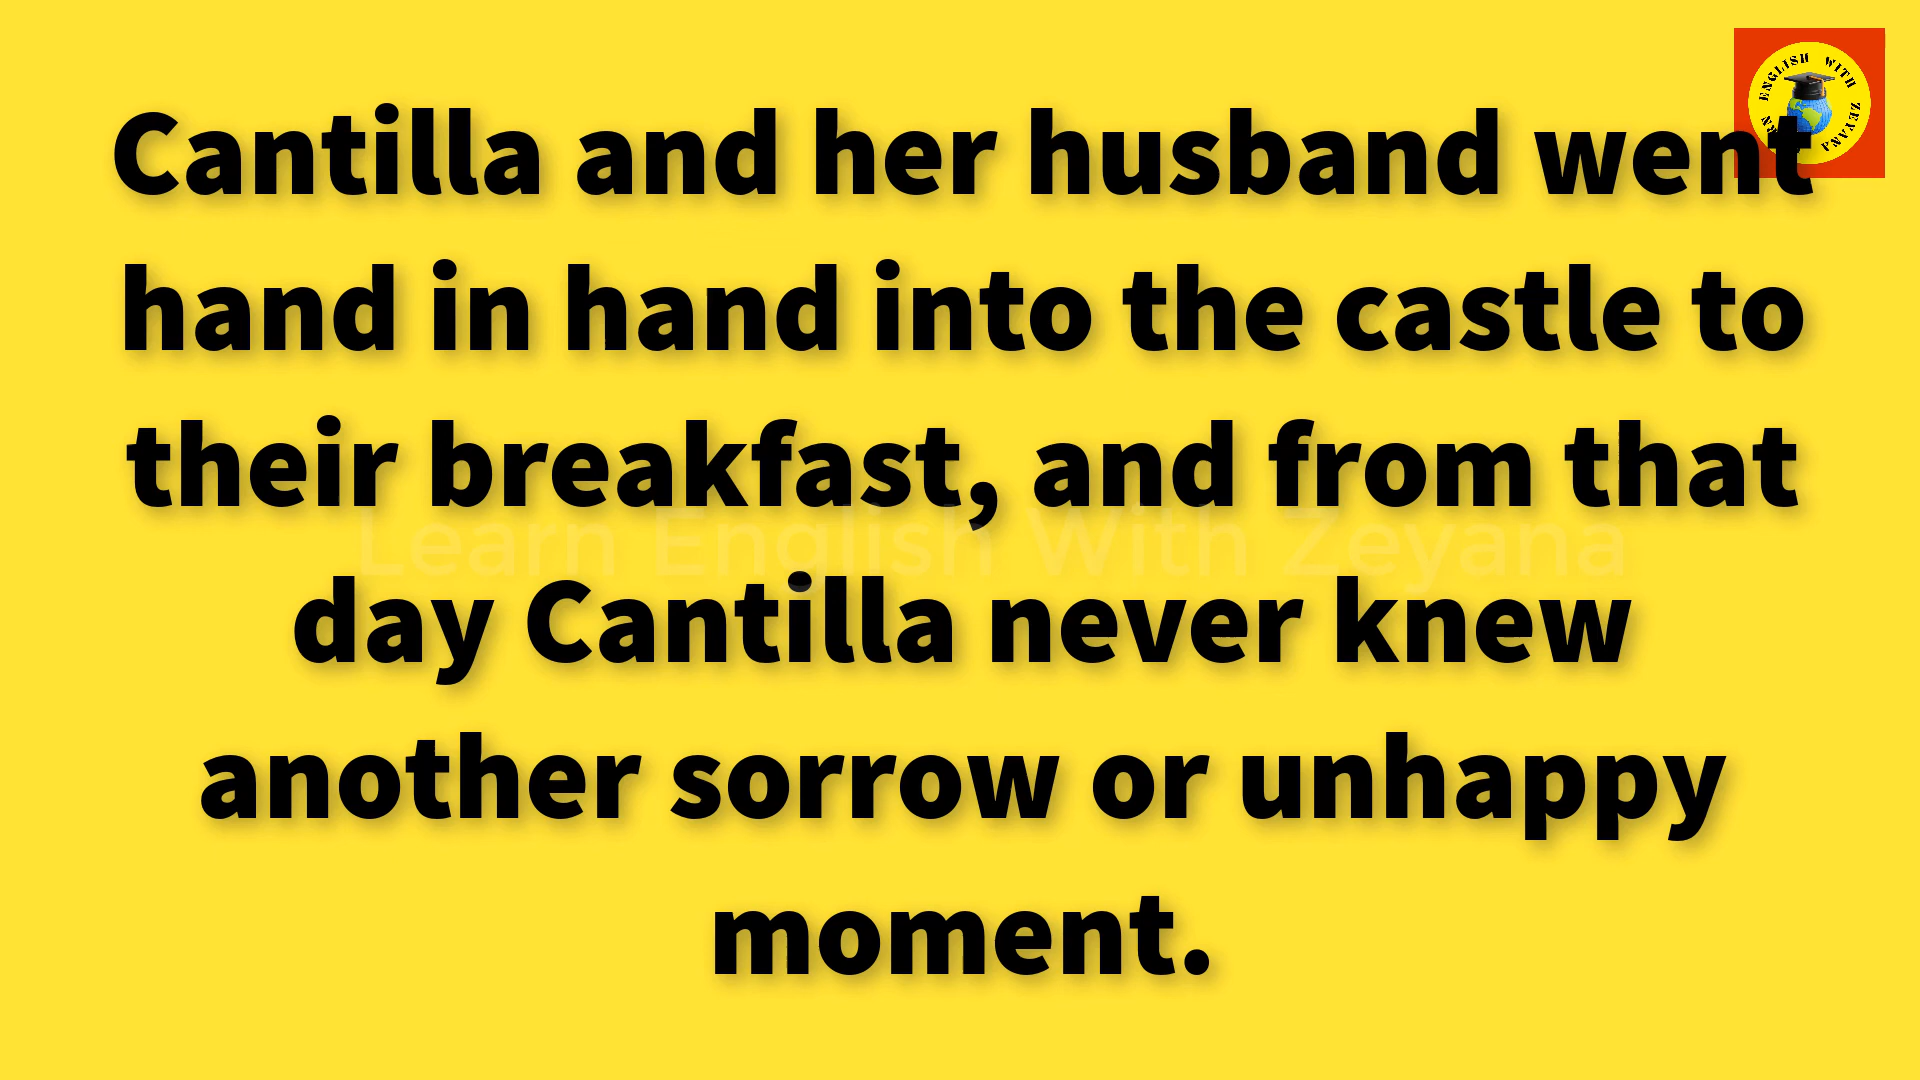 Cantilla and her husband went
hand in hand into the castle to
their breakfast, and from that
Learn English With Zeyana
day Cantilla never knew
another sorrow or unhappy
moment.
ENGLISH WITH ZEYANA